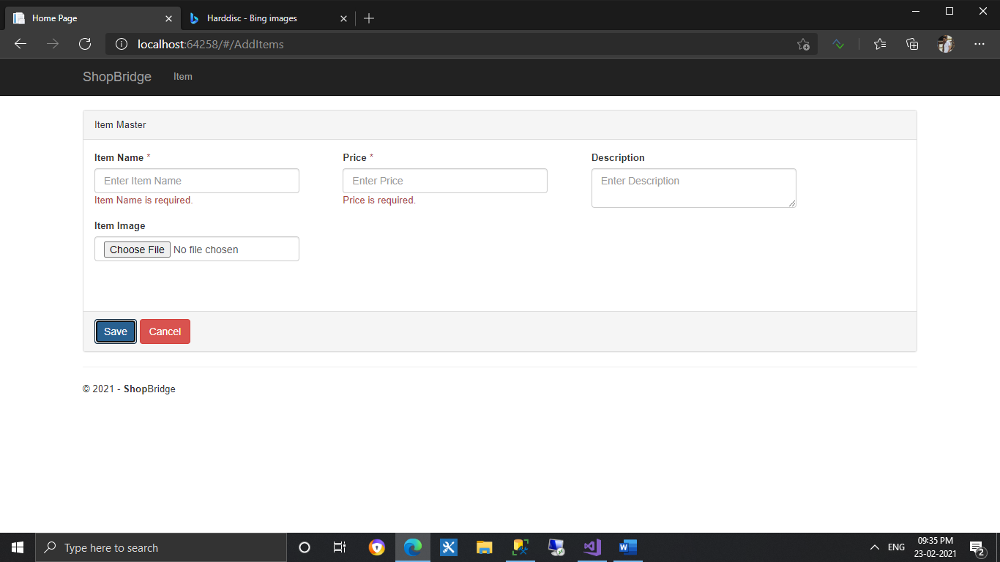 Home Page
Harddisc - Bing images
localhost:64258/#/AddItems
ShopBridge Item
Item Master
Item Name * Price * Description
Enter Item Name Enter Price Enter Description
Item Name is required. Price is required.
Item Image
Choose File No file chosen
Save Cancel
© 2021 - ShopBridge
Type here to search
ENG
09:35 PM
23-02-2021
2